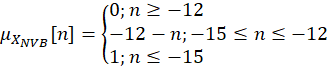 μ_{X_{NVB}}[n] = { 0; n ≥ −12
−12 − n; −15 ≤ n ≤ −12
1; n ≤ −15